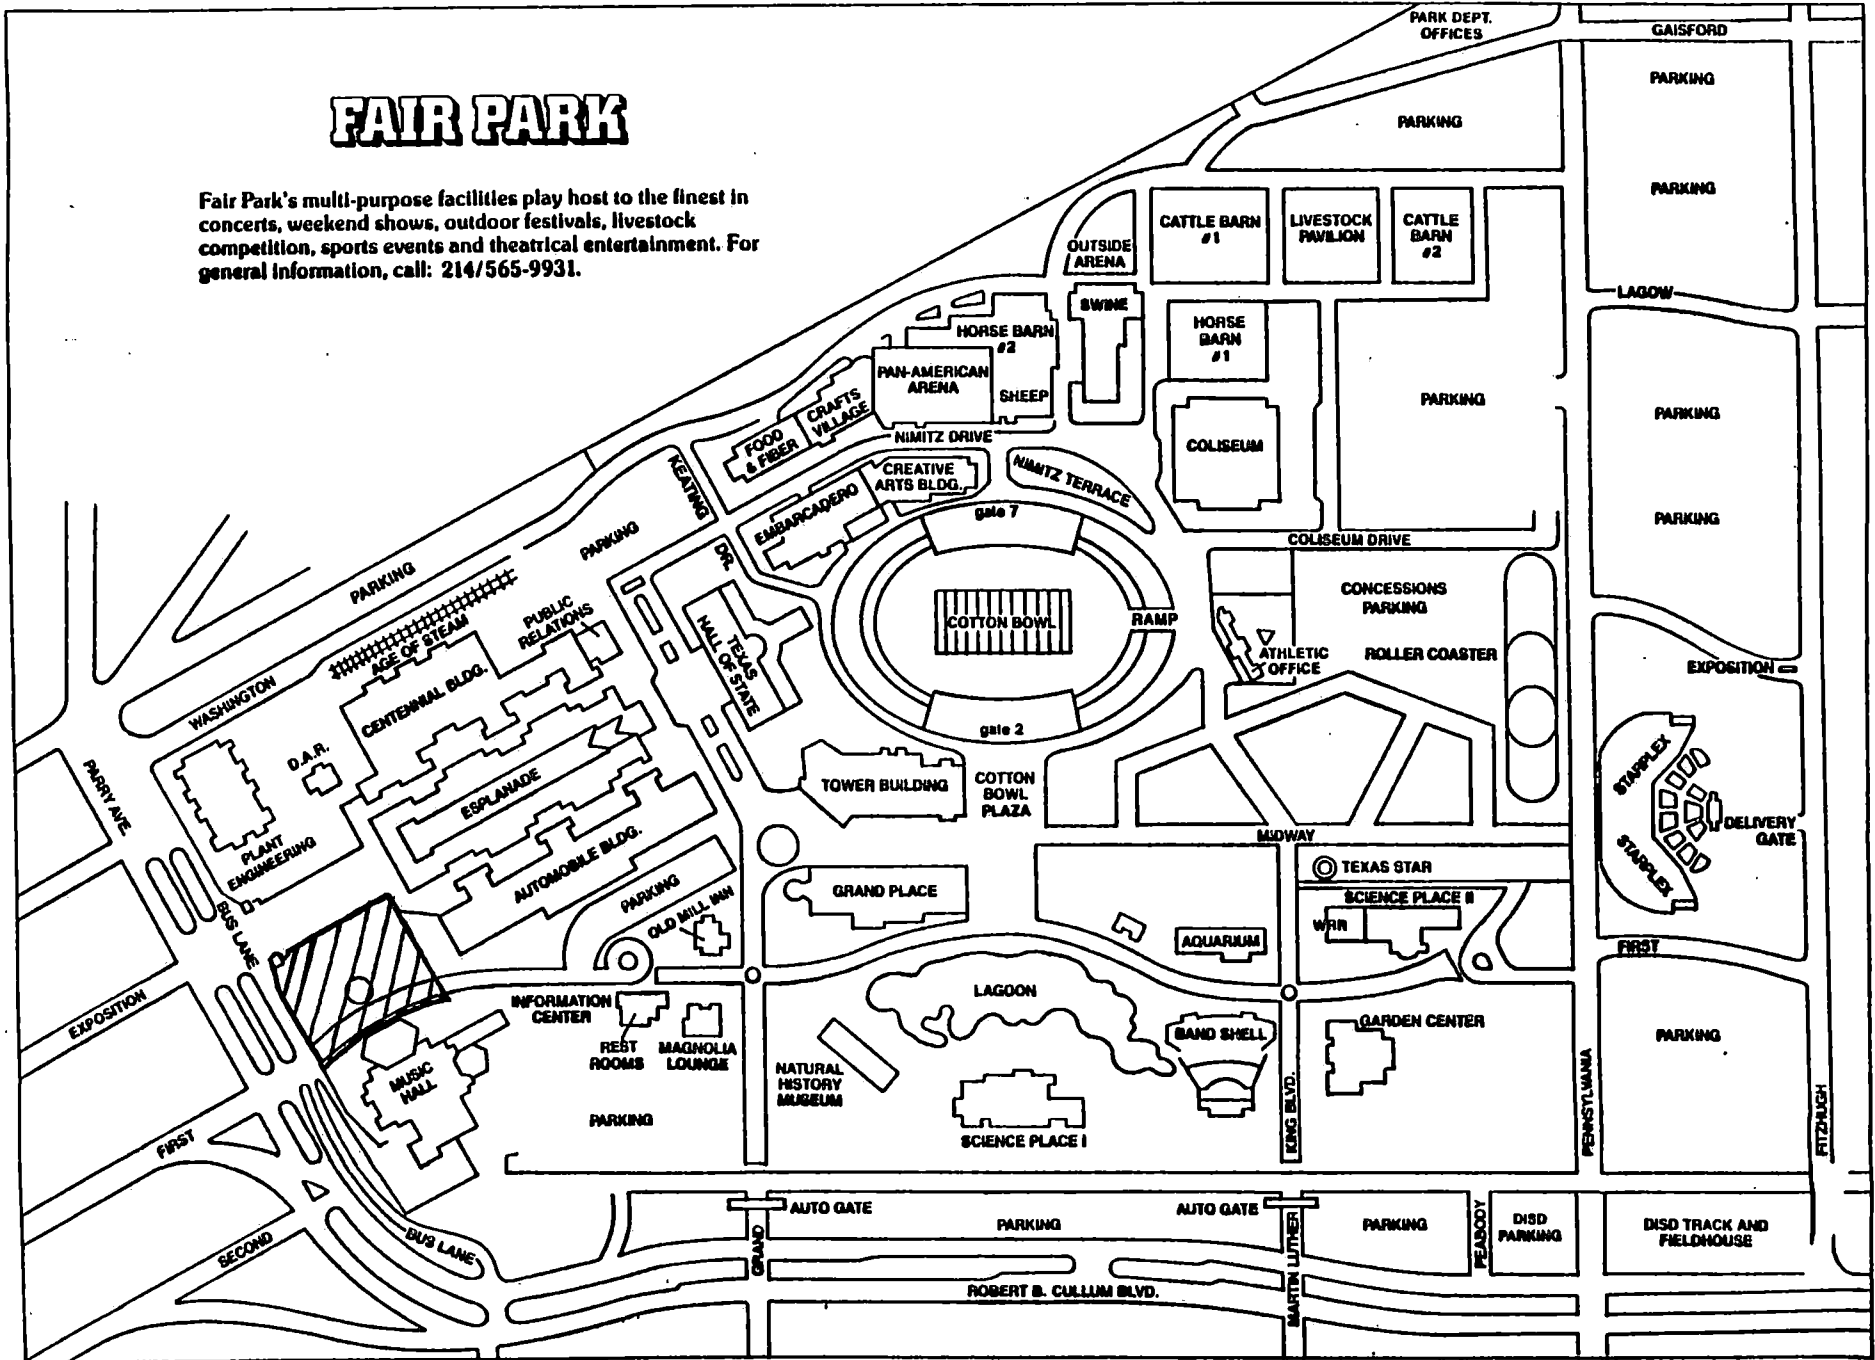 PARK DEPT.
OFFICES
GAISFORD
PARKING
FAIR PARK
PARKING
Fair Park's multi-purpose facilities play host to the finest in
concerts, weekend shows, outdoor festivals, livestock
competition, sports events and theatrical entertainment. For
general information, call: 214/565-9931.
PARKING
CATTLE BARN
#1
LIVESTOCK
PAVILION
CATTLE
BARN
#2
OUTSIDE
ARENA
LAGOW
SWINE
HORSE BARN
#2
HORSE
BARN
#1
PAN-AMERICAN
ARENA
SHEEP
PARKING
PARKING
CRAFTS
VILLAGE
FOOD
& FIBER
NIMITZ DRIVE
COLISEUM
KEATING
DR.
CREATIVE
ARTS BLDG.
NIMITZ TERRACE
EMBARCADERO
gate 7
PARKING
PARKING
COLISEUM DRIVE
PARKING
CONCESSIONS
PARKING
PUBLIC
RELATIONS
AGE OF STEAM
TEXAS
HALL OF STATE
COTTON BOWL
RAMP
ATHLETIC
OFFICE
ROLLER COASTER
EXPOSITION
WASHINGTON
CENTENNIAL BLDG.
gate 2
D.A.R.
PARRY AVE.
ESPLANADE
TOWER BUILDING
COTTON
BOWL
PLAZA
STARPLEX
STARPLEX
DELIVERY
GATE
MIDWAY
PLANT
ENGINEERING
AUTOMOBILE BLDG.
PARKING
OLD MILL INN
GRAND PLACE
TEXAS STAR
SCIENCE PLACE II
WRR
BUS LANE
AQUARIUM
FIRST
EXPOSITION
INFORMATION
CENTER
LAGOON
REST
ROOMS
MAGNOLIA
LOUNGE
BAND SHELL
GARDEN CENTER
PARKING
MUSIC
HALL
NATURAL
HISTORY
MUSEUM
PARKING
SCIENCE PLACE I
KING BLVD.
PENNSYLVANIA
FITZHUGH
FIRST
AUTO GATE
AUTO GATE
PARKING
PARKING
PEABODY
DISD
PARKING
DISD TRACK AND
FIELDHOUSE
SECOND
BUS LANE
GRAND
MARTIN LUTHER
ROBERT B. CULLUM BLVD.